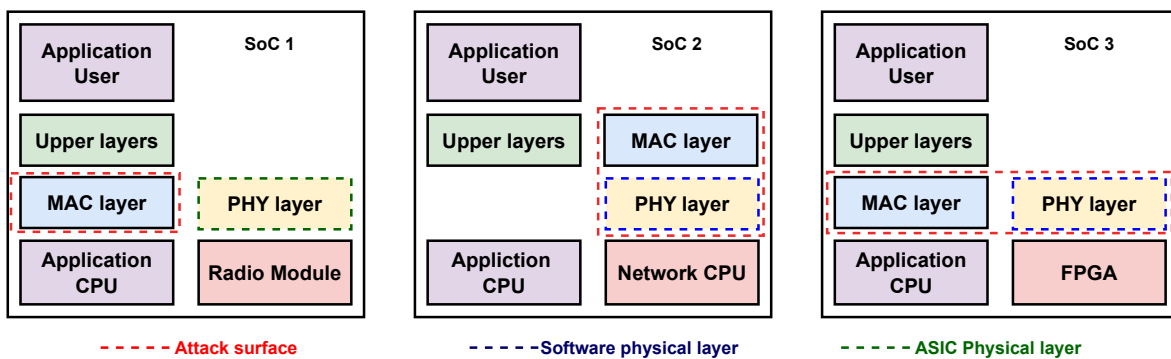 SoC 1
Application
User
Upper layers
MAC layer
PHY layer
Application
CPU
Radio Module
SoC 2
Application
User
Upper layers
MAC layer
PHY layer
Appliction
CPU
Network CPU
SoC 3
Application
User
Upper layers
MAC layer
PHY layer
Application
CPU
FPGA
Attack surface
Software physical layer
ASIC Physical layer